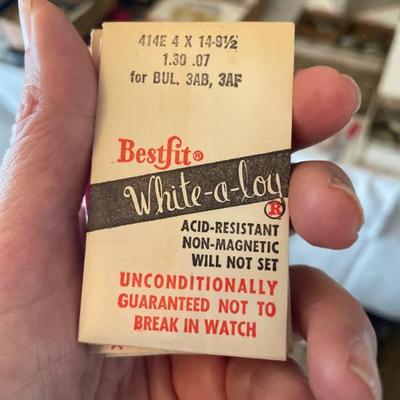 414E 4 X 14-9½
1.30 .07
for BUL. 3AB, 3AF
Bestfit®
White-a-loy
®
ACID-RESISTANT
NON-MAGNETIC
WILL NOT SET
UNCONDITIONALLY
GUARANTEED NOT TO
BREAK IN WATCH